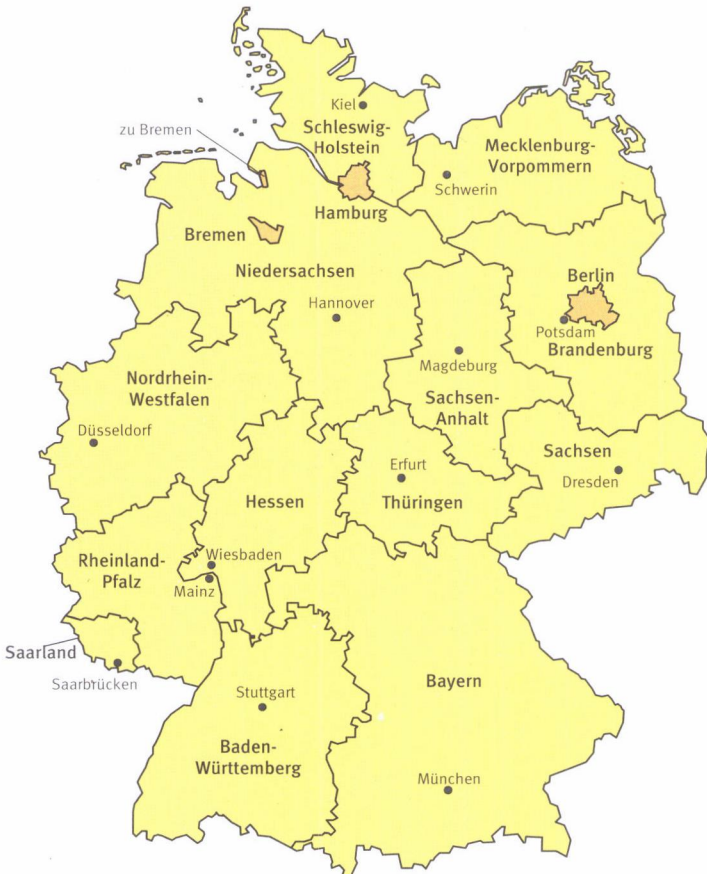 Kiel
zu Bremen
Schleswig-
Holstein
Mecklenburg-
Vorpommern
Schwerin
Hamburg
Bremen
Niedersachsen
Berlin
Hannover
Potsdam
Brandenburg
Magdeburg
Nordrhein-
Westfalen
Sachsen-
Anhalt
Düsseldorf
Sachsen
Erfurt
Dresden
Hessen
Thüringen
Wiesbaden
Rheinland-
Pfalz
Mainz
Saarland
Saarbrücken
Bayern
Stuttgart
Baden-
Württemberg
München